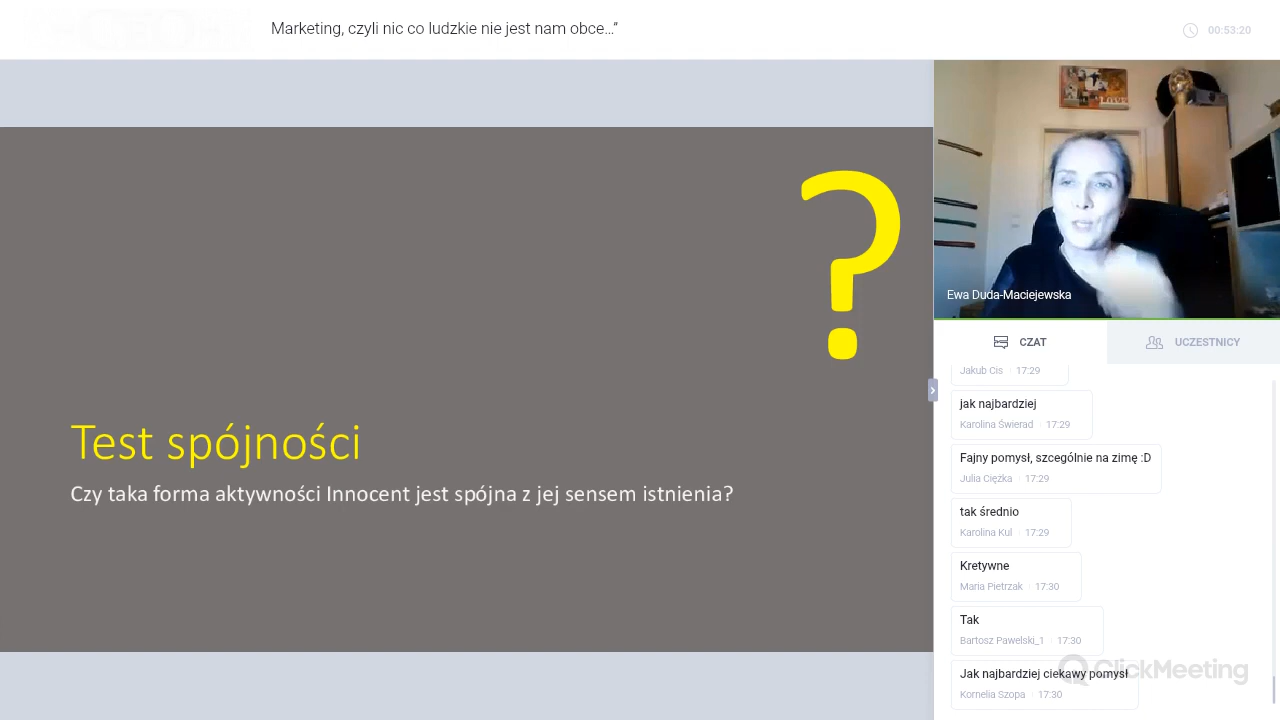 Marketing, czyli nic co ludzkie nie jest nam obce…"
00:53:20
?
Test spójności
Czy taka forma aktywności Innocent jest spójna z jej sensem istnienia?
Ewa Duda-Maciejewska
CZAT
UCZESTNICY
Jakub Cis 17:29
jak najbardziej
Karolina Świerad 17:29
Fajny pomysł, szcególnie na zimę :D
Julia Ciężka 17:29
tak średnio
Karolina Kul 17:29
Kretywne
Maria Pietrzak 17:30
Tak
Bartosz Pawelski_1 17:30
Jak najbardziej ciekawy pomysł
Kornelia Szopa 17:30
ClickMeeting